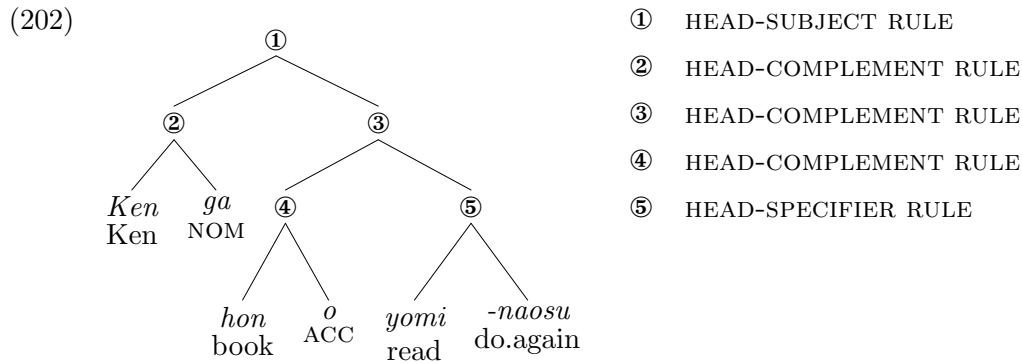 (202)
①
② ③
Ken ga ④ ⑤
Ken NOM
hon o yomi -naosu
book ACC read do.again
① HEAD-SUBJECT RULE
② HEAD-COMPLEMENT RULE
③ HEAD-COMPLEMENT RULE
④ HEAD-COMPLEMENT RULE
⑤ HEAD-SPECIFIER RULE